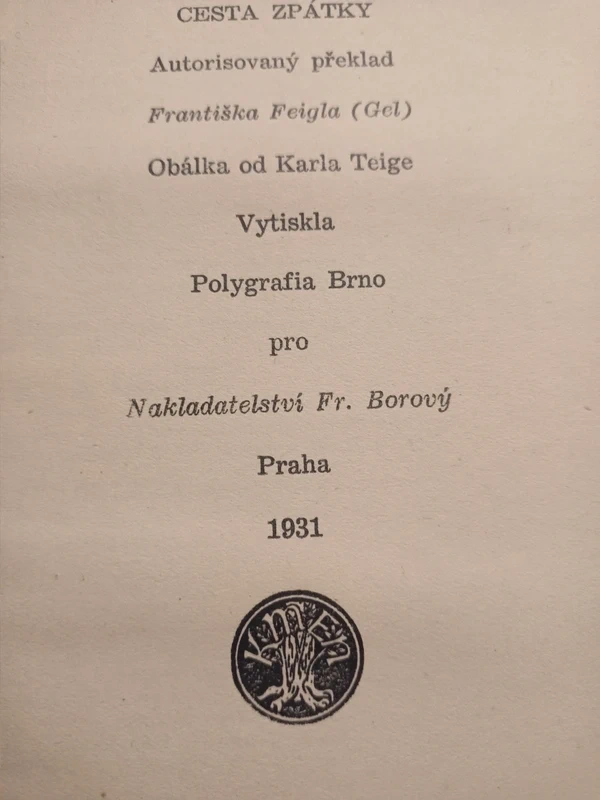 CESTA ZPÁTKY
Autorisovaný překlad
Františka Feigla (Gel)
Obálka od Karla Teige
Vytiskla
Polygrafia Brno
pro
Nakladatelství Fr. Borový
Praha
1931
KMEN